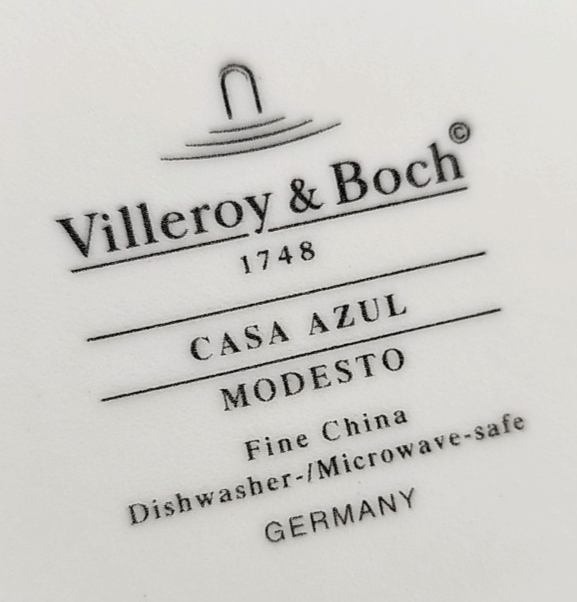 ©
Villeroy & Boch
1748
CASA AZUL
MODESTO
Fine China
Dishwasher-/Microwave-safe
GERMANY